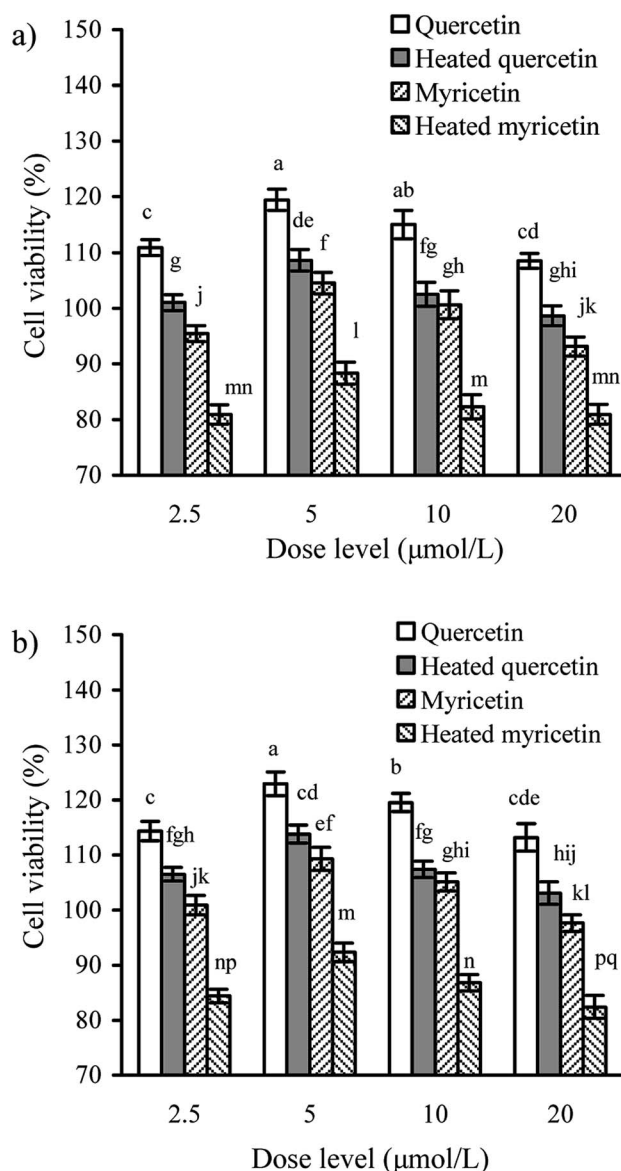 a)
Quercetin
Heated quercetin
Myricetin
Heated myricetin
Cell viability (%)
150
140
130
120
110
100
90
80
70
c
g
j
mn
a
de
f
l
ab
fg
gh
m
cd
ghi
jk
mn
2.5 5 10 20
Dose level (μmol/L)
b)
Quercetin
Heated quercetin
Myricetin
Heated myricetin
Cell viability (%)
150
140
130
120
110
100
90
80
70
c
fgh
jk
np
a
cd
ef
m
b
fg
ghi
n
cde
hij
kl
pq
2.5 5 10 20
Dose level (μmol/L)